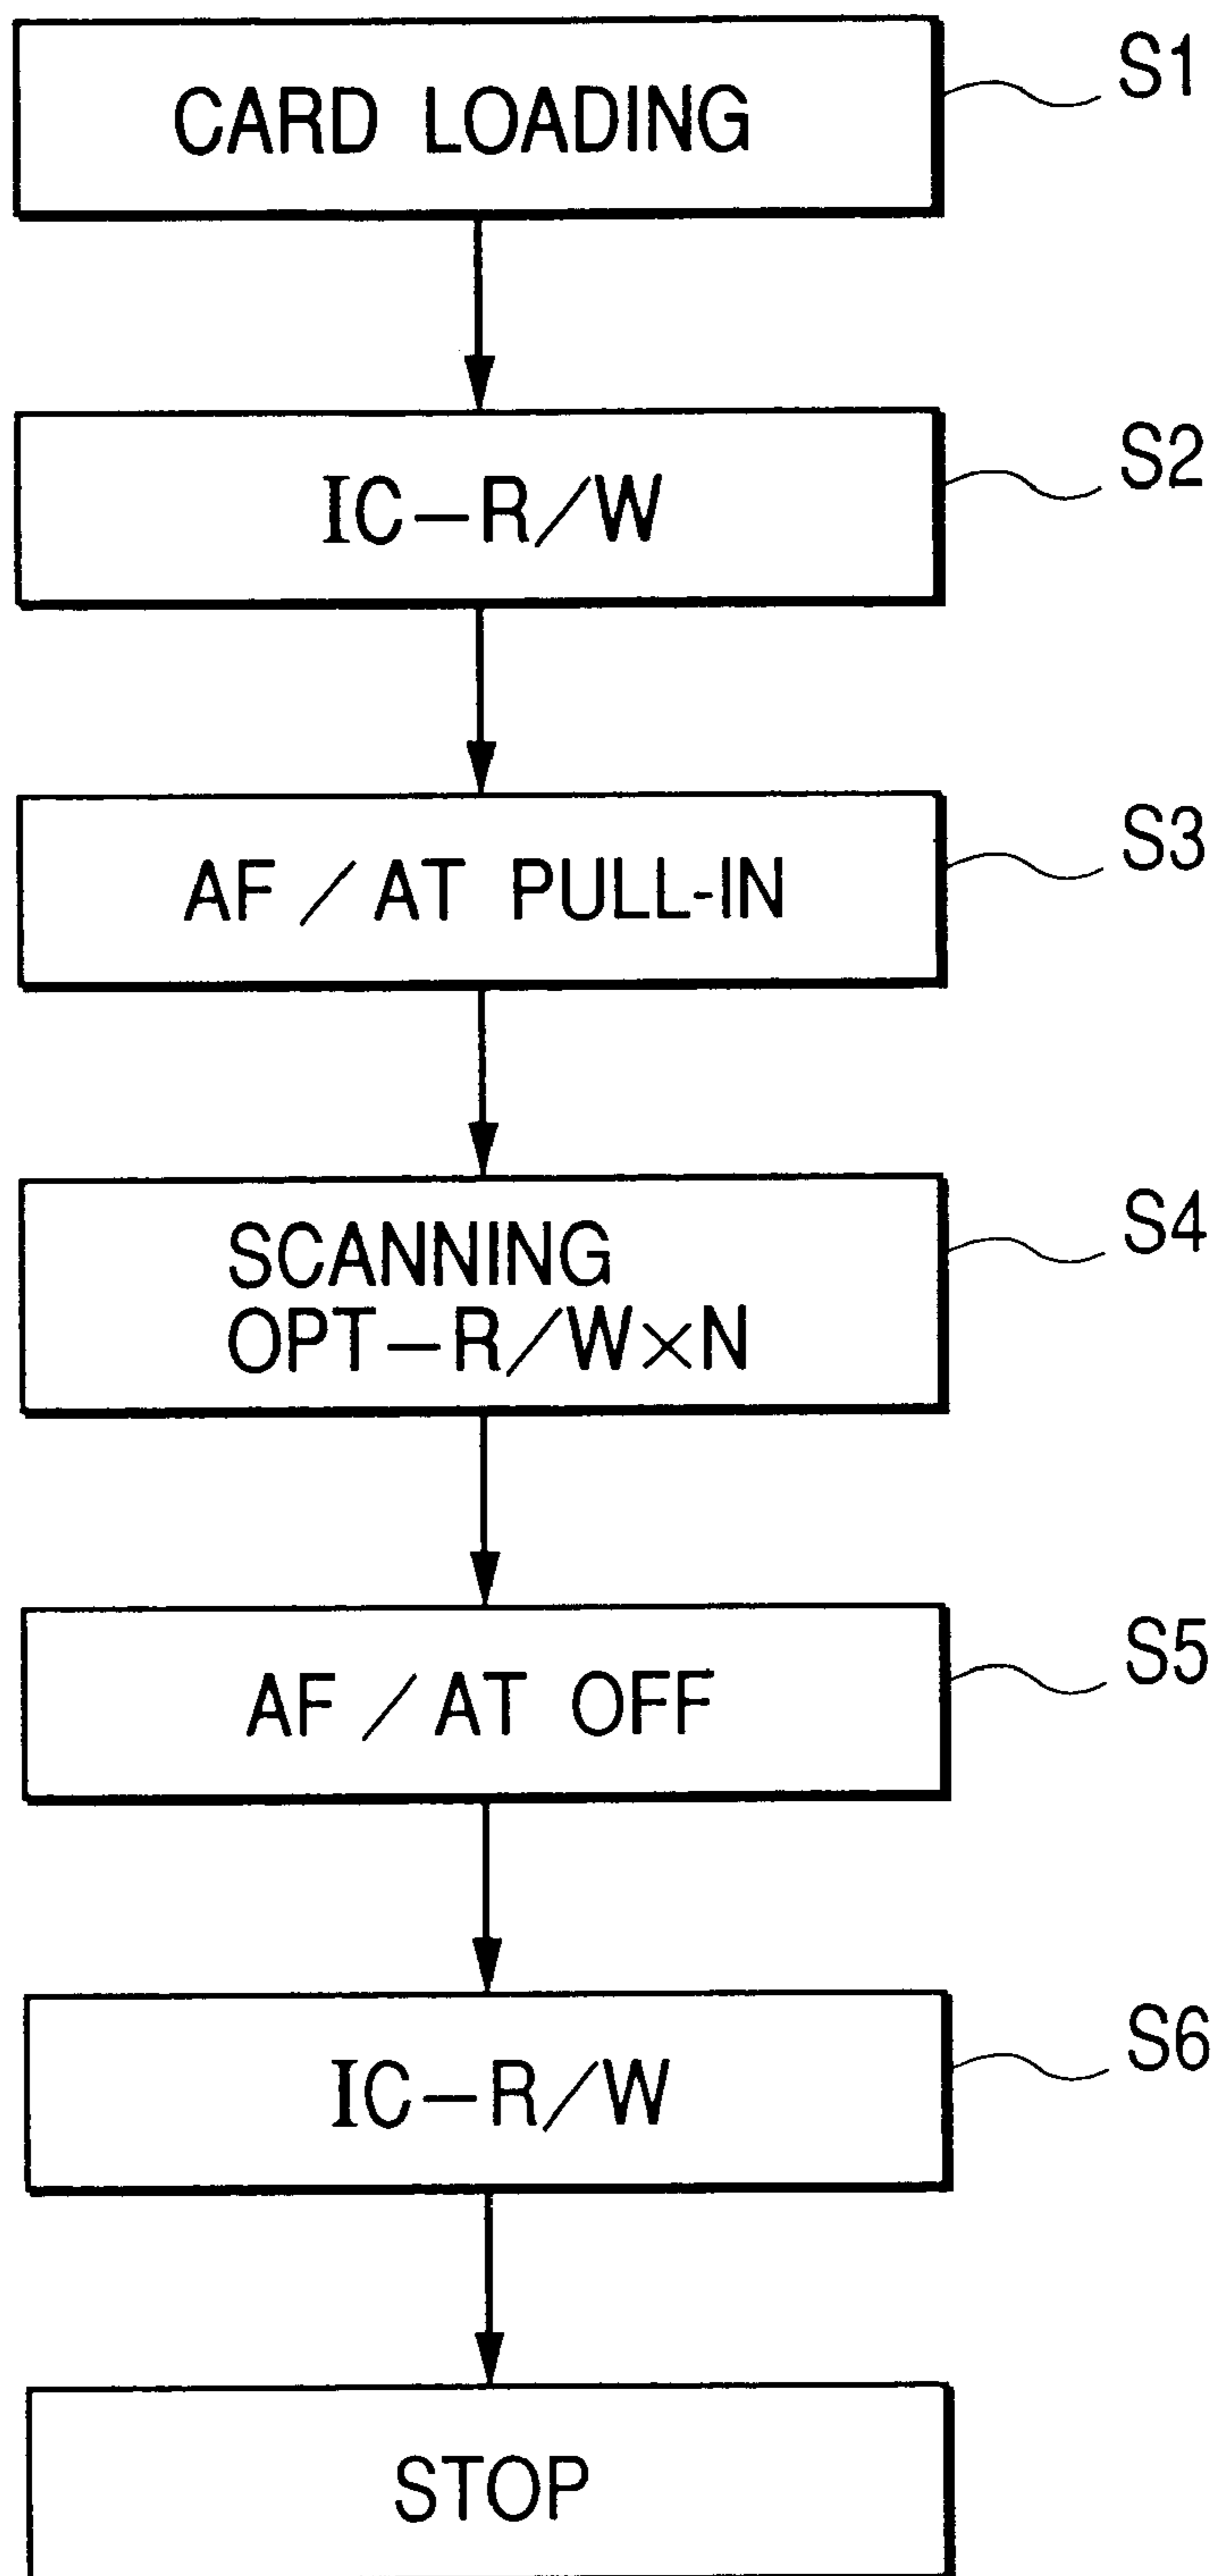 CARD LOADING
S1
IC-R/W
S2
AF/AT PULL-IN
S3
SCANNING
OPT-R/W×N
S4
AF/AT OFF
S5
IC-R/W
S6
STOP